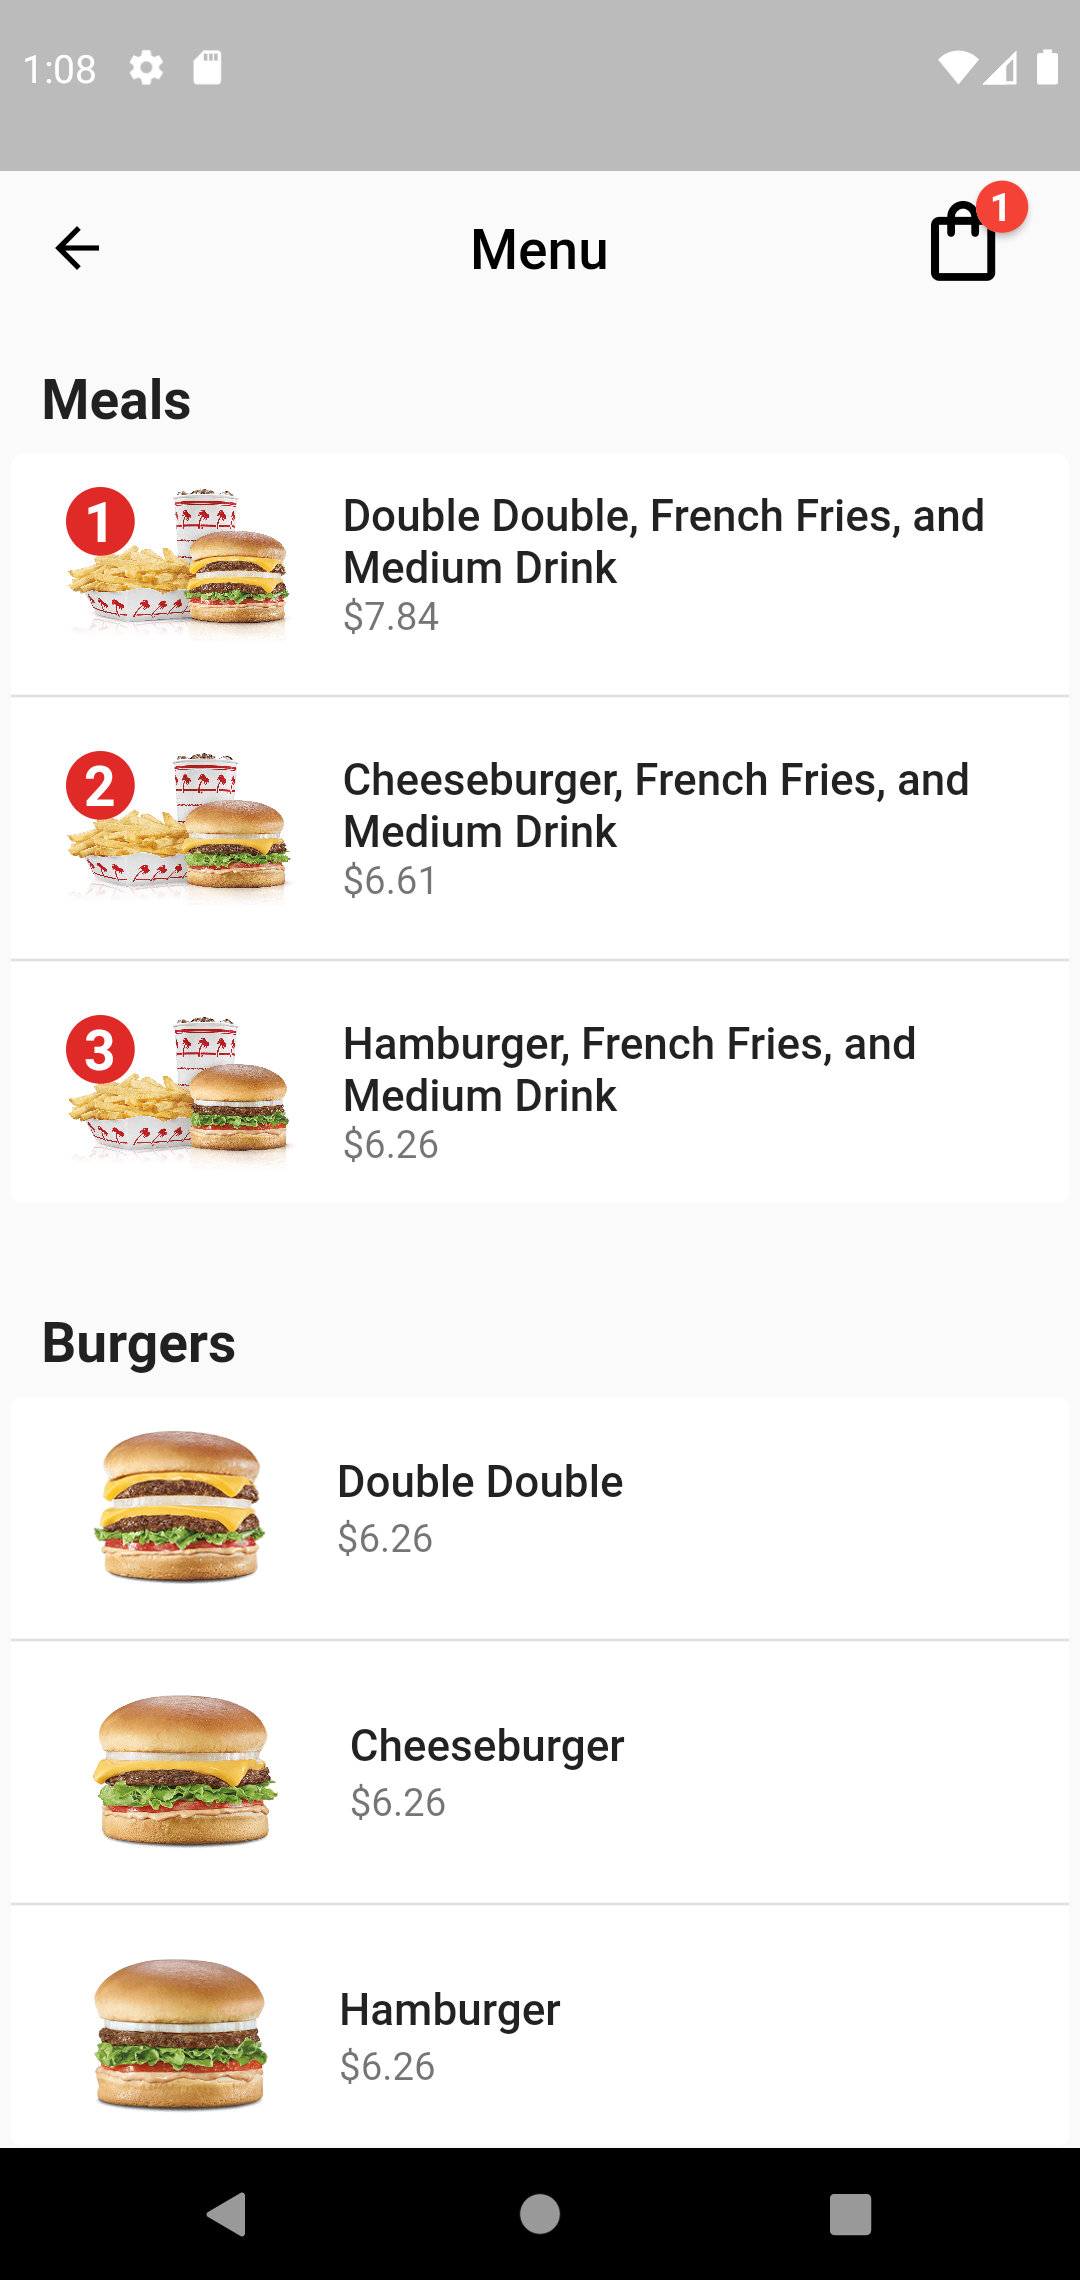 1:08
Menu
1
Meals
1
Double Double, French Fries, and
Medium Drink
$7.84
2
Cheeseburger, French Fries, and
Medium Drink
$6.61
3
Hamburger, French Fries, and
Medium Drink
$6.26
Burgers
Double Double
$6.26
Cheeseburger
$6.26
Hamburger
$6.26